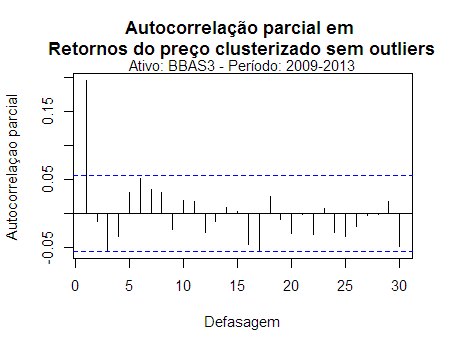 Autocorrelação parcial em
Retornos do preço clusterizado sem outliers
Ativo: BBAS3 - Período: 2009-2013
Autocorrelaçao parcial
0.15
0.05
-0.05
0 5 10 15 20 25 30
Defasagem